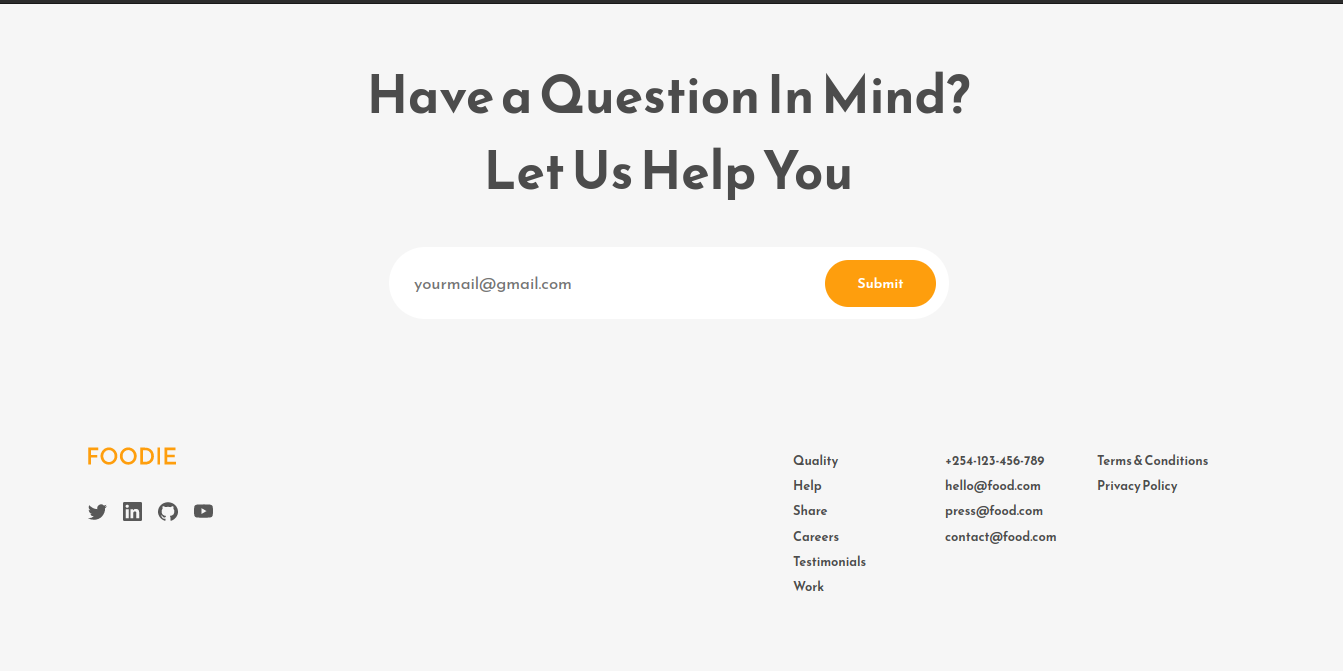 Have a Question In Mind?
Let Us Help You
yourmail@gmail.com
Submit
FOODIE
Quality
Help
Share
Careers
Testimonials
Work
+254-123-456-789
hello@food.com
press@food.com
contact@food.com
Terms & Conditions
Privacy Policy